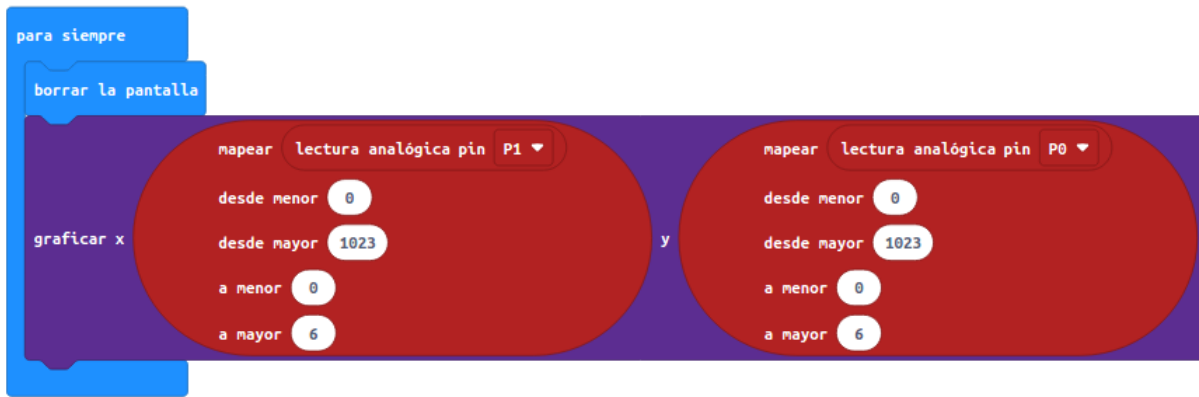 para siempre
borrar la pantalla
graficar x
mapear lectura analógica pin P1
desde menor 0
desde mayor 1023
a menor 0
a mayor 6
y
mapear lectura analógica pin P0
desde menor 0
desde mayor 1023
a menor 0
a mayor 6